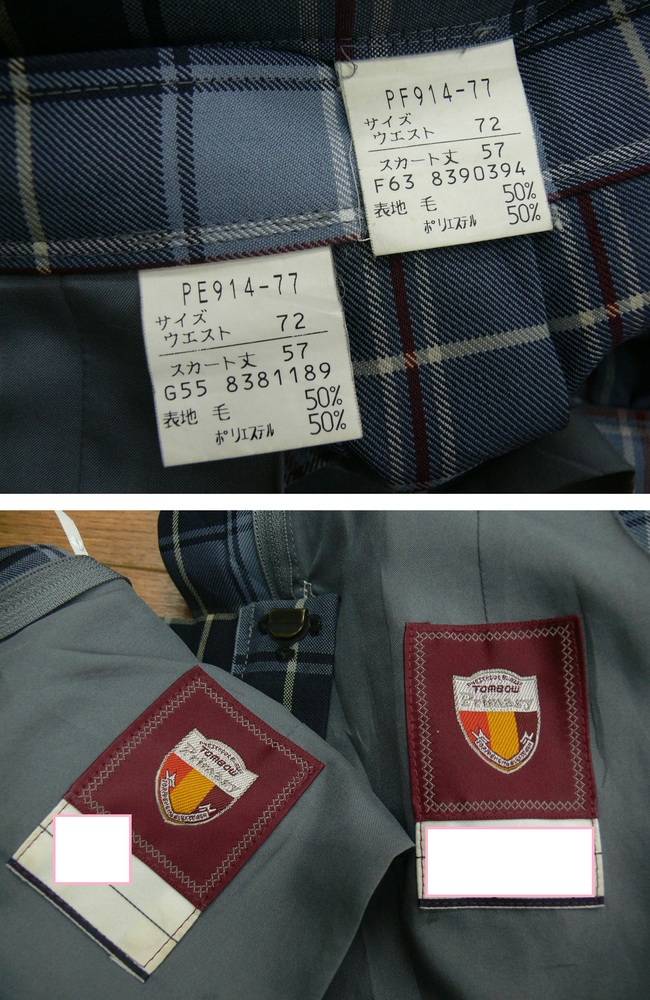 PF914-77
サイズ
ウエスト 72
スカート丈 57
F63 8390394
表地 毛 50%
ポリエステル 50%
PE914-77
サイズ
ウエスト 72
スカート丈 57
G55 8381189
表地 毛 50%
ポリエステル 50%
TOMBOW
Primary
TOMBOW
Primary